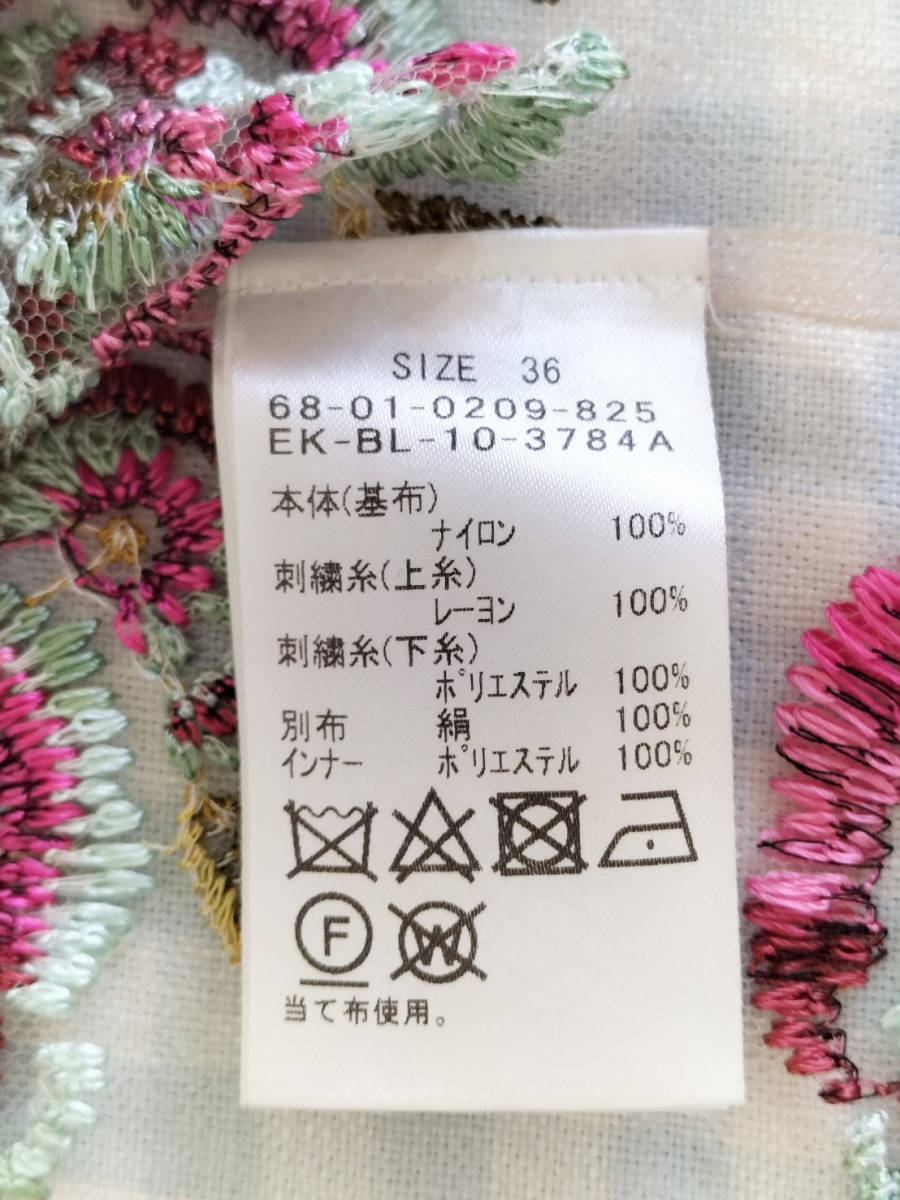 SIZE 36
68-01-0209-825
EK-BL-10-3784A
本体(基布)
ナイロン 100%
刺繍糸(上糸)
レーヨン 100%
刺繍糸(下糸)
ポリエステル 100%
別布 絹 100%
インナー ポリエステル 100%
F W
当て布使用。